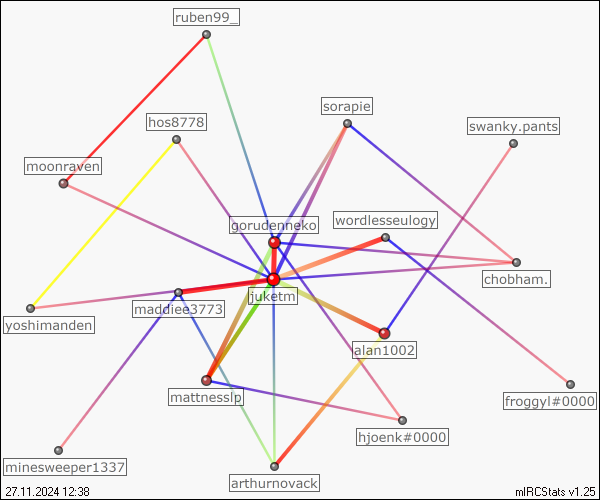 ruben99_
sorapie
hos8778
swanky.pants
moonraven
gorudenneko
wordlesseulogy
chobham.
juketm
maddiee3773
yoshimanden
alan1002
mattnesslp
froggyl#0000
hjoenk#0000
minesweeper1337
arthurnovack
27.11.2024 12:38
mIRCStats v1.25